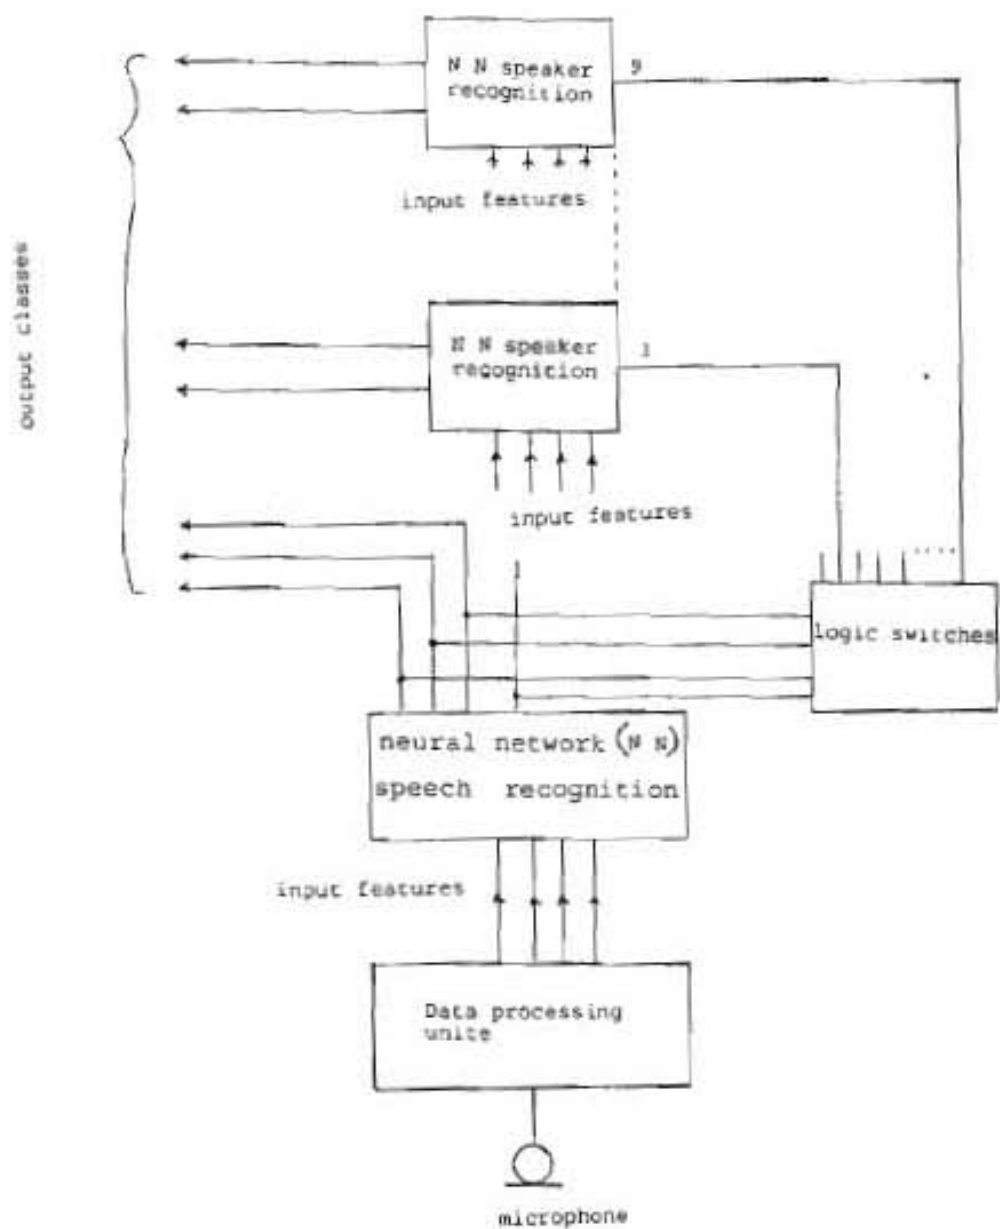 N N speaker
recognition
9
input features
output classes
N N speaker
recognition
1
input features
....
logic switches
neural network (N N)
speech recognition
input features
Data processing
unite
microphone